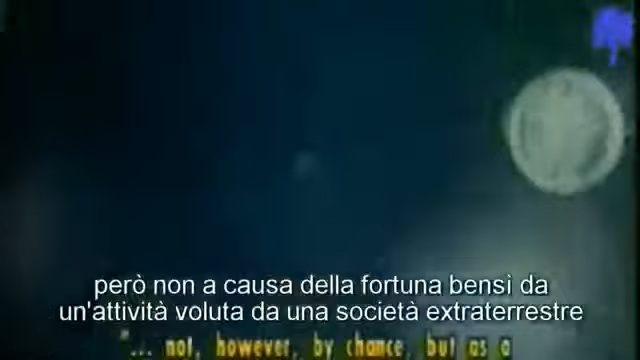 però non a causa della fortuna bensì da
un'attività voluta da una società extraterrestre
"... not, however, by chance, but as a